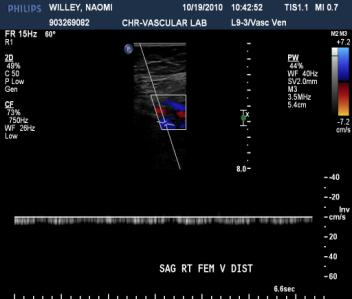 PHILIPS WILLEY, NAOMI 10/19/2010 10:42:52 TIS1.1 MI 0.7
903269082 CHR-VASCULAR LAB L9-3/Vasc Ven
FR 15Hz 60° M2 M3
R1 +7.2
2D
49%
C 50
P Low
Gen
CF
73%
750Hz
WF 26Hz
Low
PW
44%
WF 40Hz
SV2.0mm
M3
3.5MHz
5.4cm
-7.2
cm/s
P
x
8.0
-40
-20
Inv
cm/s
20
40
60
SAG RT FEM V DIST
6.6sec